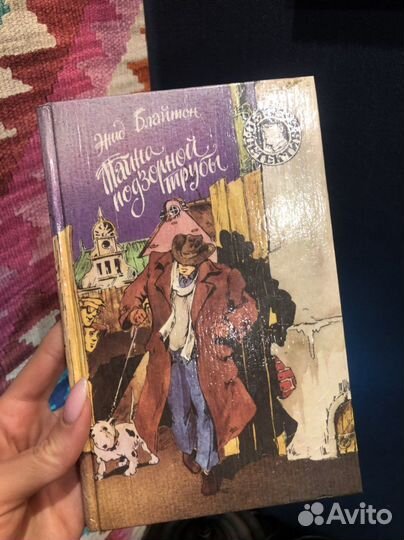 Энид Блайтон
Тайна
подзорной
трубы
Avito